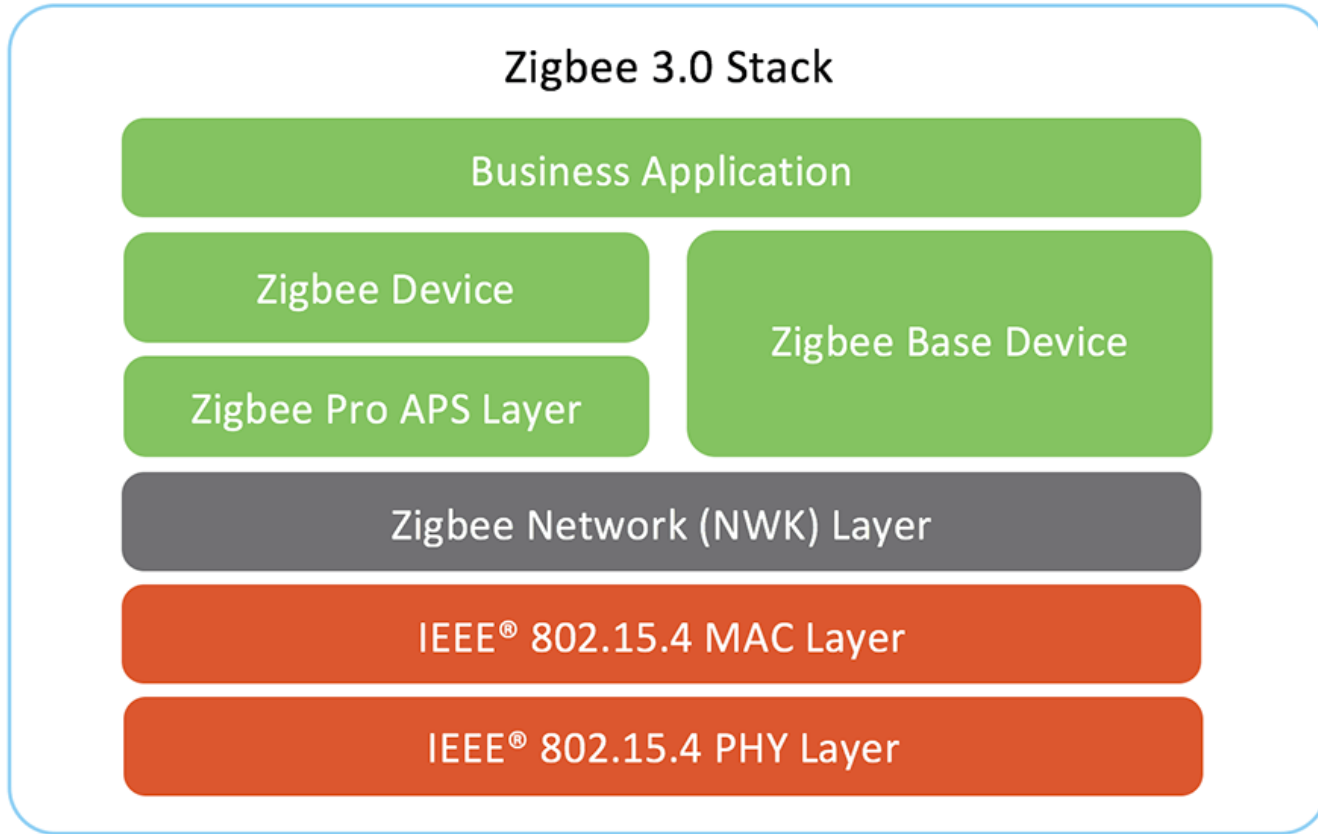 Zigbee 3.0 Stack
Business Application
Zigbee Device
Zigbee Pro APS Layer
Zigbee Base Device
Zigbee Network (NWK) Layer
IEEE® 802.15.4 MAC Layer
IEEE® 802.15.4 PHY Layer